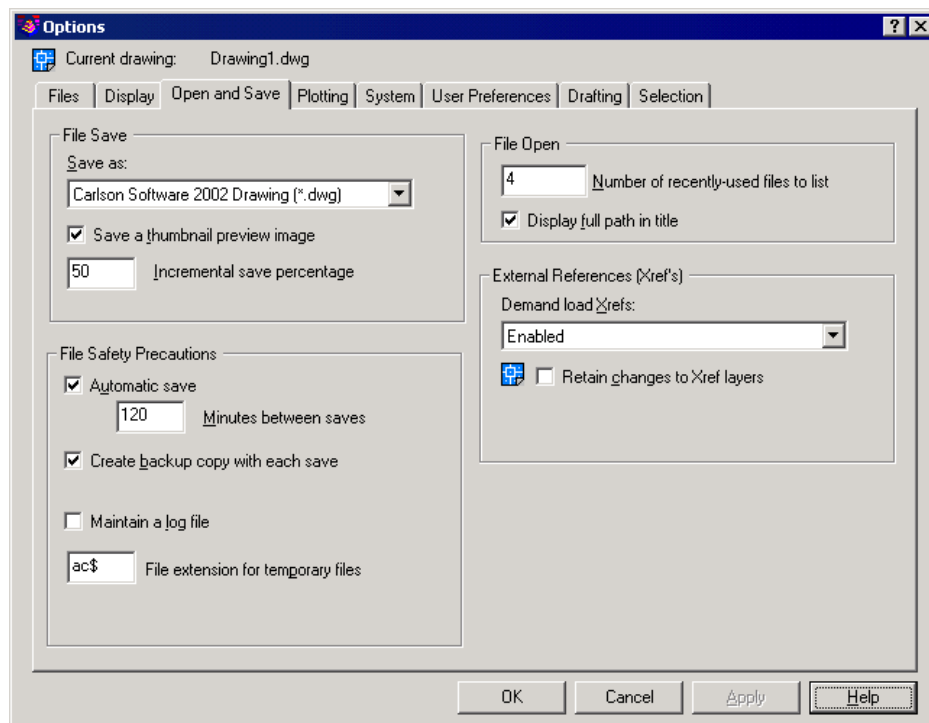 Options
Current drawing: Drawing1.dwg
Files Display Open and Save Plotting System User Preferences Drafting Selection
File Save
Save as:
Carlson Software 2002 Drawing (*.dwg)
Save a thumbnail preview image
50 Incremental save percentage
File Safety Precautions
Automatic save
120 Minutes between saves
Create backup copy with each save
Maintain a log file
ac$ File extension for temporary files
File Open
4 Number of recently-used files to list
Display full path in title
External References (Xref's)
Demand load Xrefs:
Enabled
Retain changes to Xref layers
OK Cancel Apply Help